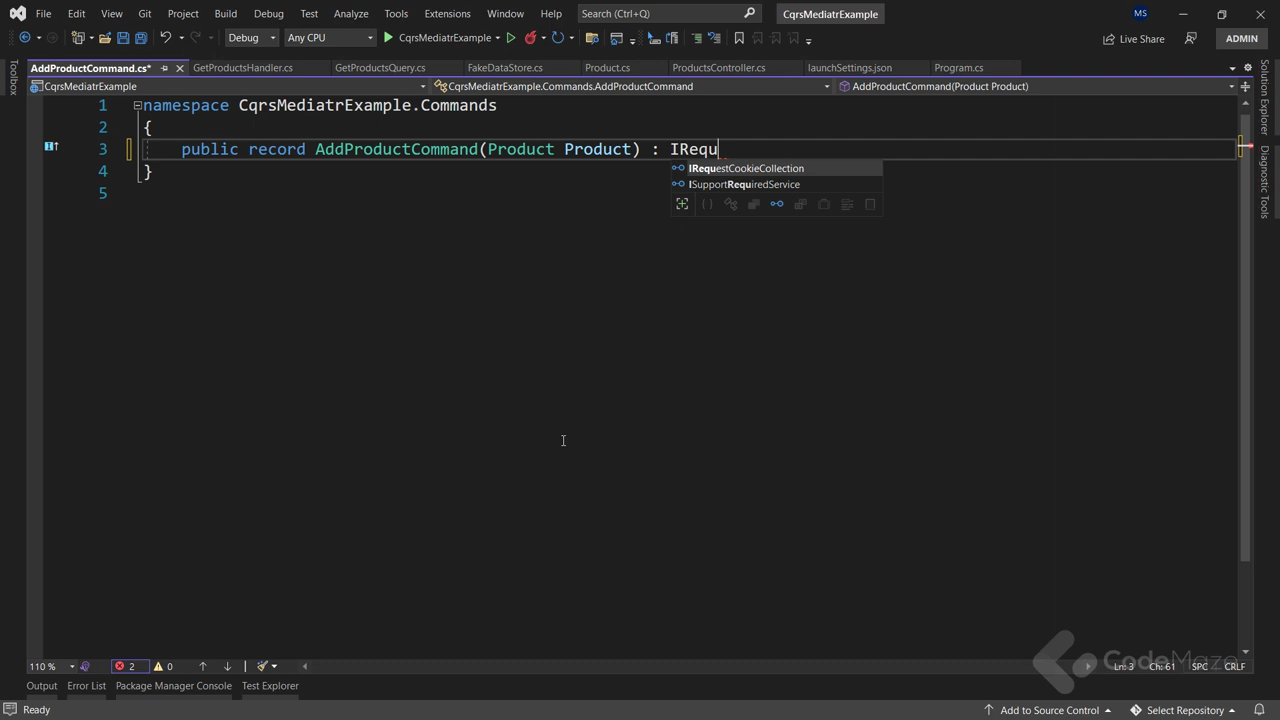 File Edit View Git Project Build Debug Test Analyze Tools Extensions Window Help Search (Ctrl+Q) CqrsMediatrExample MS
Debug Any CPU CqrsMediatrExample Live Share ADMIN
AddProductCommand.cs* GetProductsHandler.cs GetProductsQuery.cs FakeDataStore.cs Product.cs ProductsController.cs launchSettings.json Program.cs
CqrsMediatrExample CqrsMediatrExample.Commands.AddProductCommand AddProductCommand(Product Product)
Toolbox
Solution Explorer
Diagnostic Tools
1 namespace CqrsMediatrExample.Commands
2 {
3 public record AddProductCommand(Product Product) : IRequ
IRequestCookieCollection
4 }
ISupportRequiredService
5
110 % 2 0 Ln: 3 Ch: 61 SPC CRLF
CodeMaze
Output Error List Package Manager Console Test Explorer
Ready Add to Source Control Select Repository